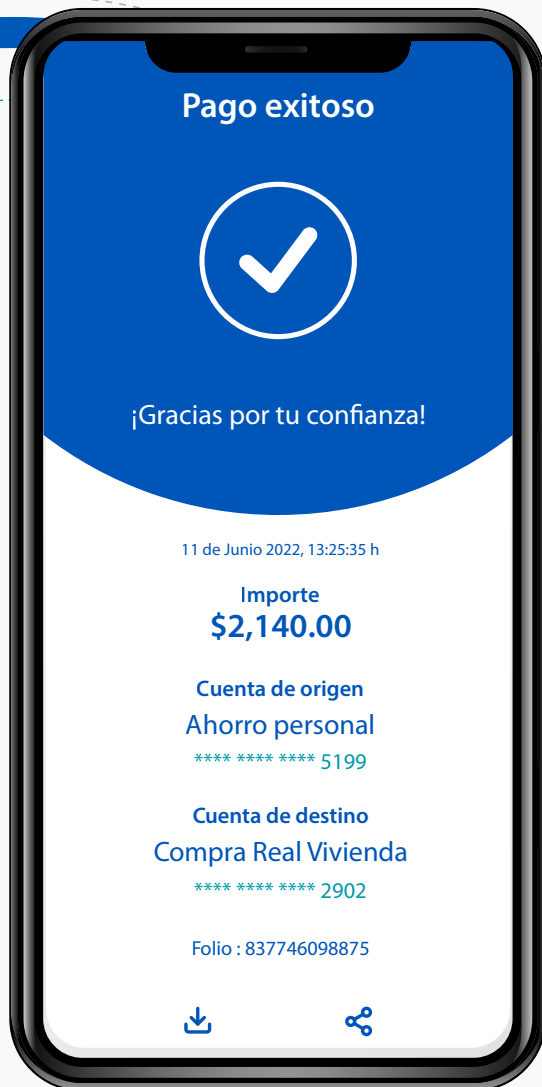 Pago exitoso
¡Gracias por tu confianza!
11 de Junio 2022, 13:25:35 h
Importe
$2,140.00
Cuenta de origen
Ahorro personal
**** **** **** 5199
Cuenta de destino
Compra Real Vivienda
**** **** **** 2902
Folio : 837746098875